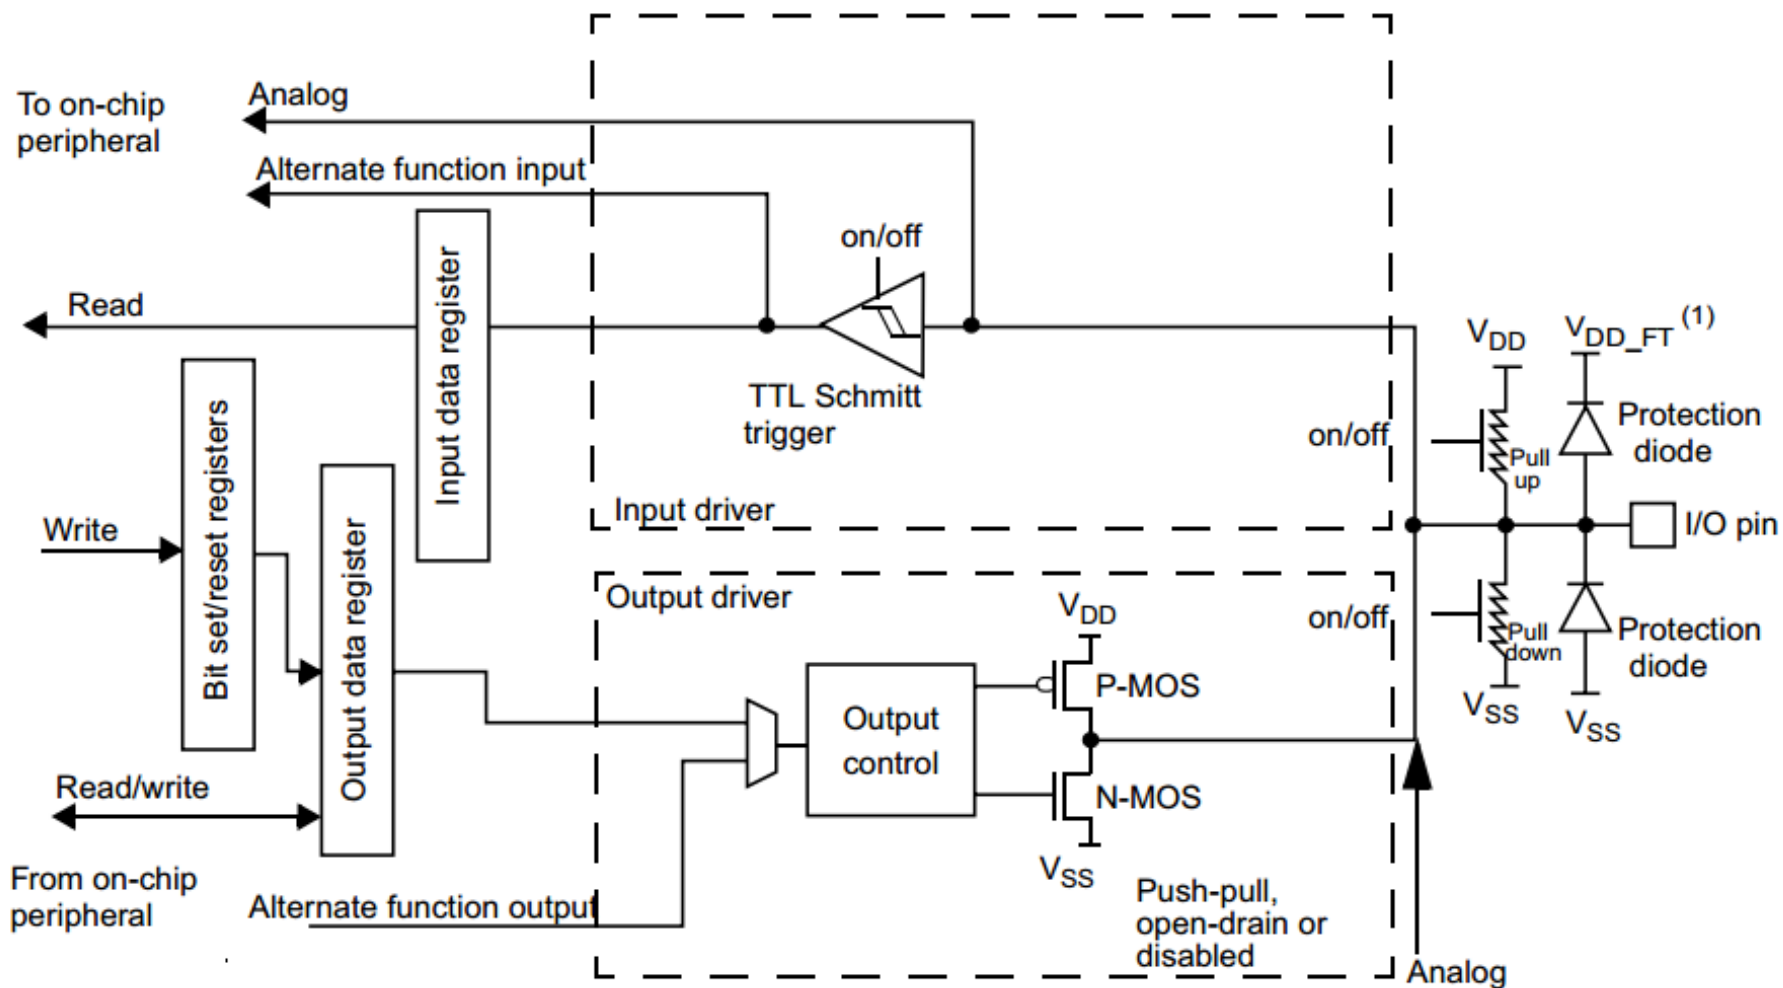 To on-chip
peripheral
Analog
Alternate function input
on/off
Read
Input data register
TTL Schmitt
trigger
Input driver
VDD
VDD_FT (1)
on/off
Pull
up
Protection
diode
Bit set/reset registers
Write
Output data register
I/O pin
Output driver
VDD
on/off
Pull
down
Protection
diode
P-MOS
Output
control
VSS
VSS
Read/write
N-MOS
VSS
From on-chip
peripheral
Alternate function output
Push-pull,
open-drain or
disabled
Analog